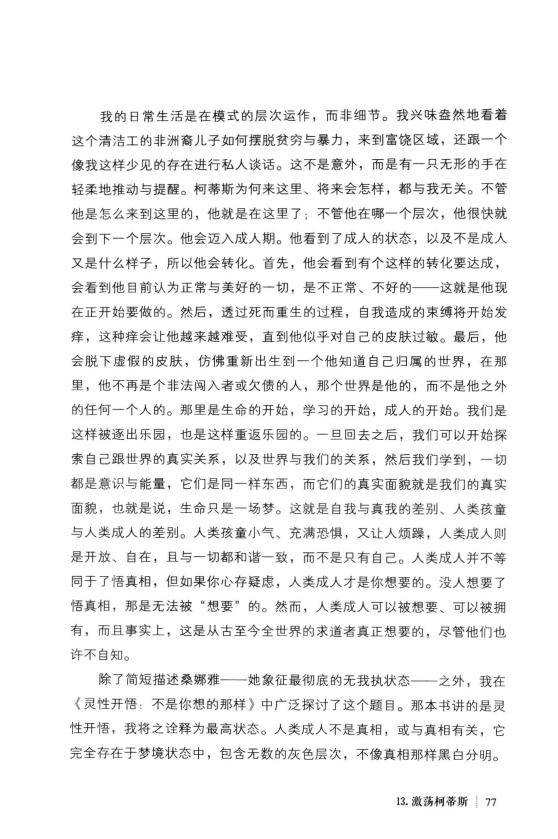 我的日常生活是在模式的层次运作，而非细节。我兴味盎然地看着
这个清洁工的非洲裔儿子如何摆脱贫穷与暴力，来到富饶区域，还跟一个
像我这样少见的存在进行私人谈话。这不是意外，而是有一只无形的手在
轻柔地推动与提醒。柯蒂斯为何来这里、将来会怎样，都与我无关。不管
他是怎么来到这里的，他就是在这里了；不管他在哪一个层次，他很快就
会到下一个层次。他会迈入成人期。他看到了成人的状态，以及不是成人
又是什么样子，所以他会转化。首先，他会看到有个这样的转化要达成，
会看到他目前认为正常与美好的一切，是不正常、不好的——这就是他现
在正开始要做的。然后，透过死而重生的过程，自我造成的束缚将开始发
痒，这种痒会让他越来越难受，直到他似乎对自己的皮肤过敏。最后，他
会脱下虚假的皮肤，仿佛重新出生到一个他知道自己归属的世界，在那
里，他不再是个非法闯入者或欠债的人，那个世界是他的，而不是他之外
的任何一个人的。那里是生命的开始，学习的开始，成人的开始。我们是
这样被逐出乐园，也是这样重返乐园的。一旦回去之后，我们可以开始探
索自己跟世界的真实关系，以及世界与我们的关系，然后我们学到，一切
都是意识与能量，它们是同一样东西，而它们的真实面貌就是我们的真实
面貌，也就是说，生命只是一场梦。这就是自我与真我的差别、人类孩童
与人类成人的差别。人类孩童小气、充满恐惧，又让人烦躁，人类成人则
是开放、自在，且与一切都和谐一致，而不是只有自己。人类成人并不等
同于了悟真相，但如果你心存疑虑，人类成人才是你想要的。没人想要了
悟真相，那是无法被“想要”的。然而，人类成人可以被想要、可以被拥
有，而且事实上，这是从古至今全世界的求道者真正想要的，尽管他们也
许不自知。
除了简短描述桑娜雅——她象征最彻底的无我执状态——之外，我在
《灵性开悟：不是你想的那样》中广泛探讨了这个题目。那本书讲的是灵
性开悟，我将之诠释为最高状态。人类成人不是真相，或与真相有关，它
完全存在于梦境状态中，包含无数的灰色层次，不像真相那样黑白分明。
13. 激荡柯蒂斯 77